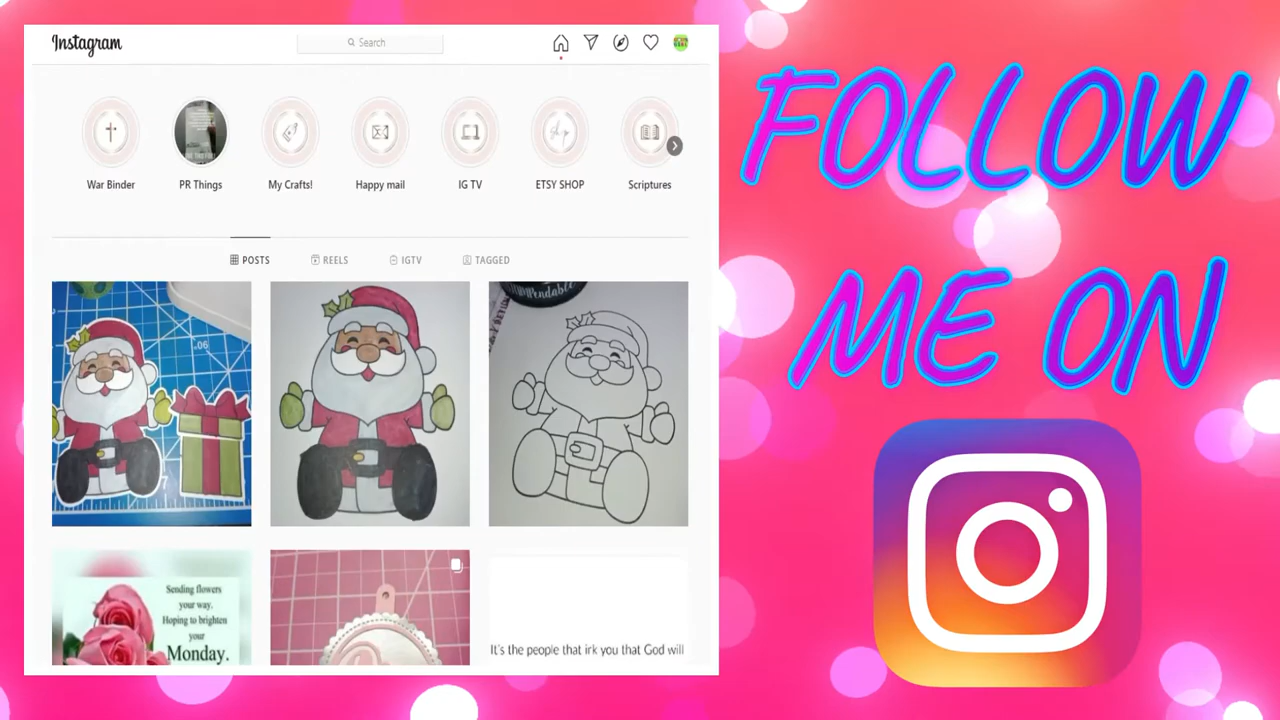 Instagram
Search
War Binder
PR Things
My Crafts!
Happy mail
IG TV
ETSY SHOP
Scriptures
POSTS
REELS
IGTV
TAGGED
Sending flowers
your way.
Hoping to brighten
your
Monday.
It's the people that irk you that God will
FOLLOW
ME ON